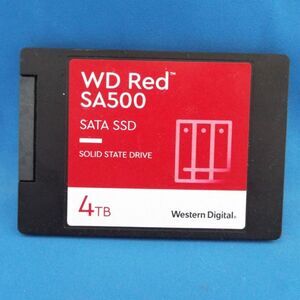 WD Red™
SA500
SATA SSD
SOLID STATE DRIVE
4TB
Western Digital®